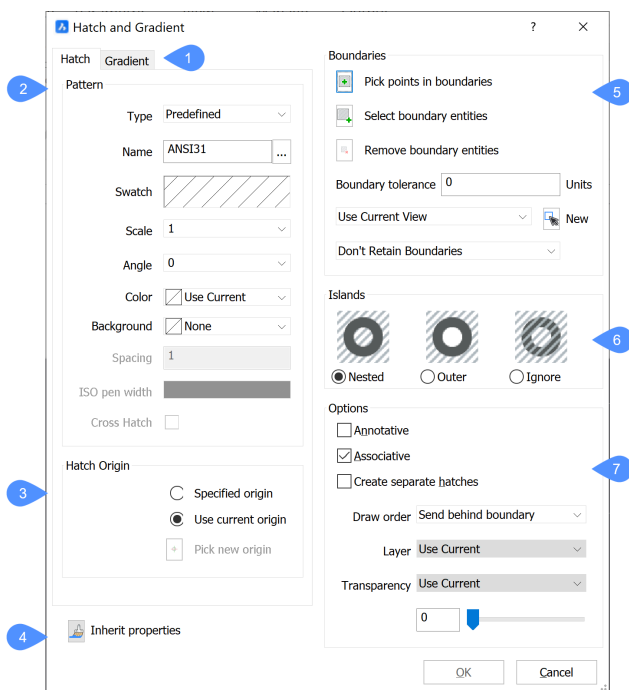 Hatch and Gradient ? ×
Hatch Gradient 1
2
Pattern
Type Predefined
Name ANSI31 ...
Swatch
Scale 1
Angle 0
Color Use Current
Background None
Spacing 1
ISO pen width
Cross Hatch
3
Hatch Origin
Specified origin
Use current origin
Pick new origin
4
Inherit properties
Boundaries
5
Pick points in boundaries
Select boundary entities
Remove boundary entities
Boundary tolerance 0 Units
Use Current View New
Don't Retain Boundaries
Islands
6
Nested Outer Ignore
Options
7
Annotative
Associative
Create separate hatches
Draw order Send behind boundary
Layer Use Current
Transparency Use Current
0
OK Cancel